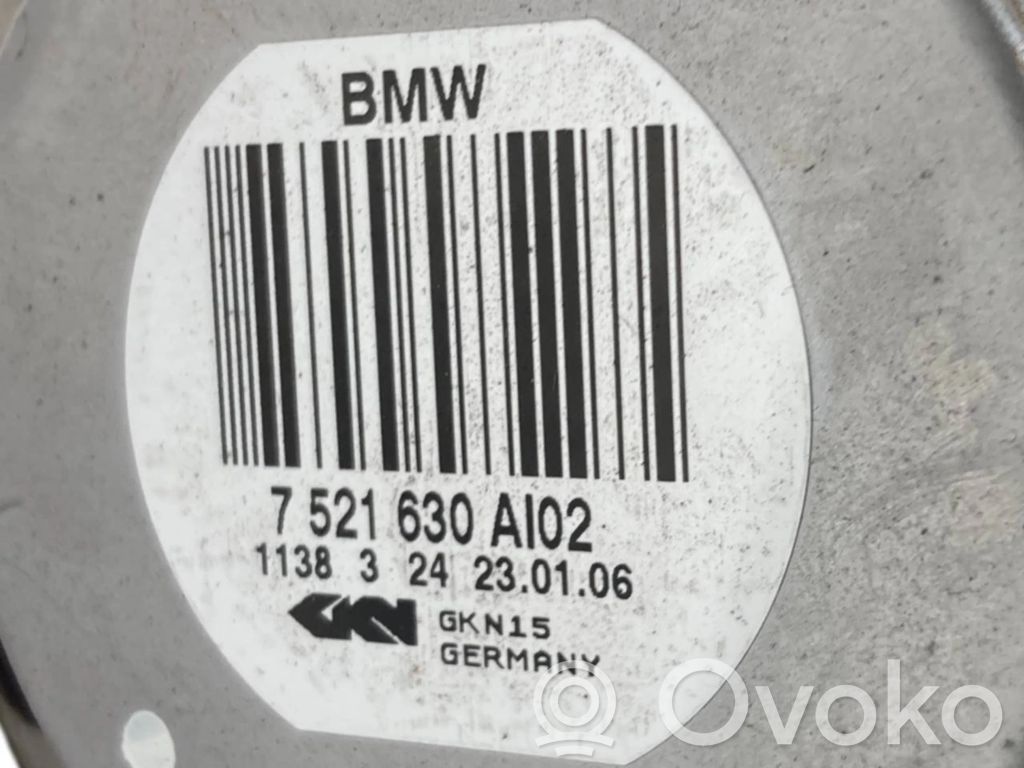 BMW
7 521 630 AI02
1138 3 24 23.01.06
GKN GKN15
GERMANY
Ovoko